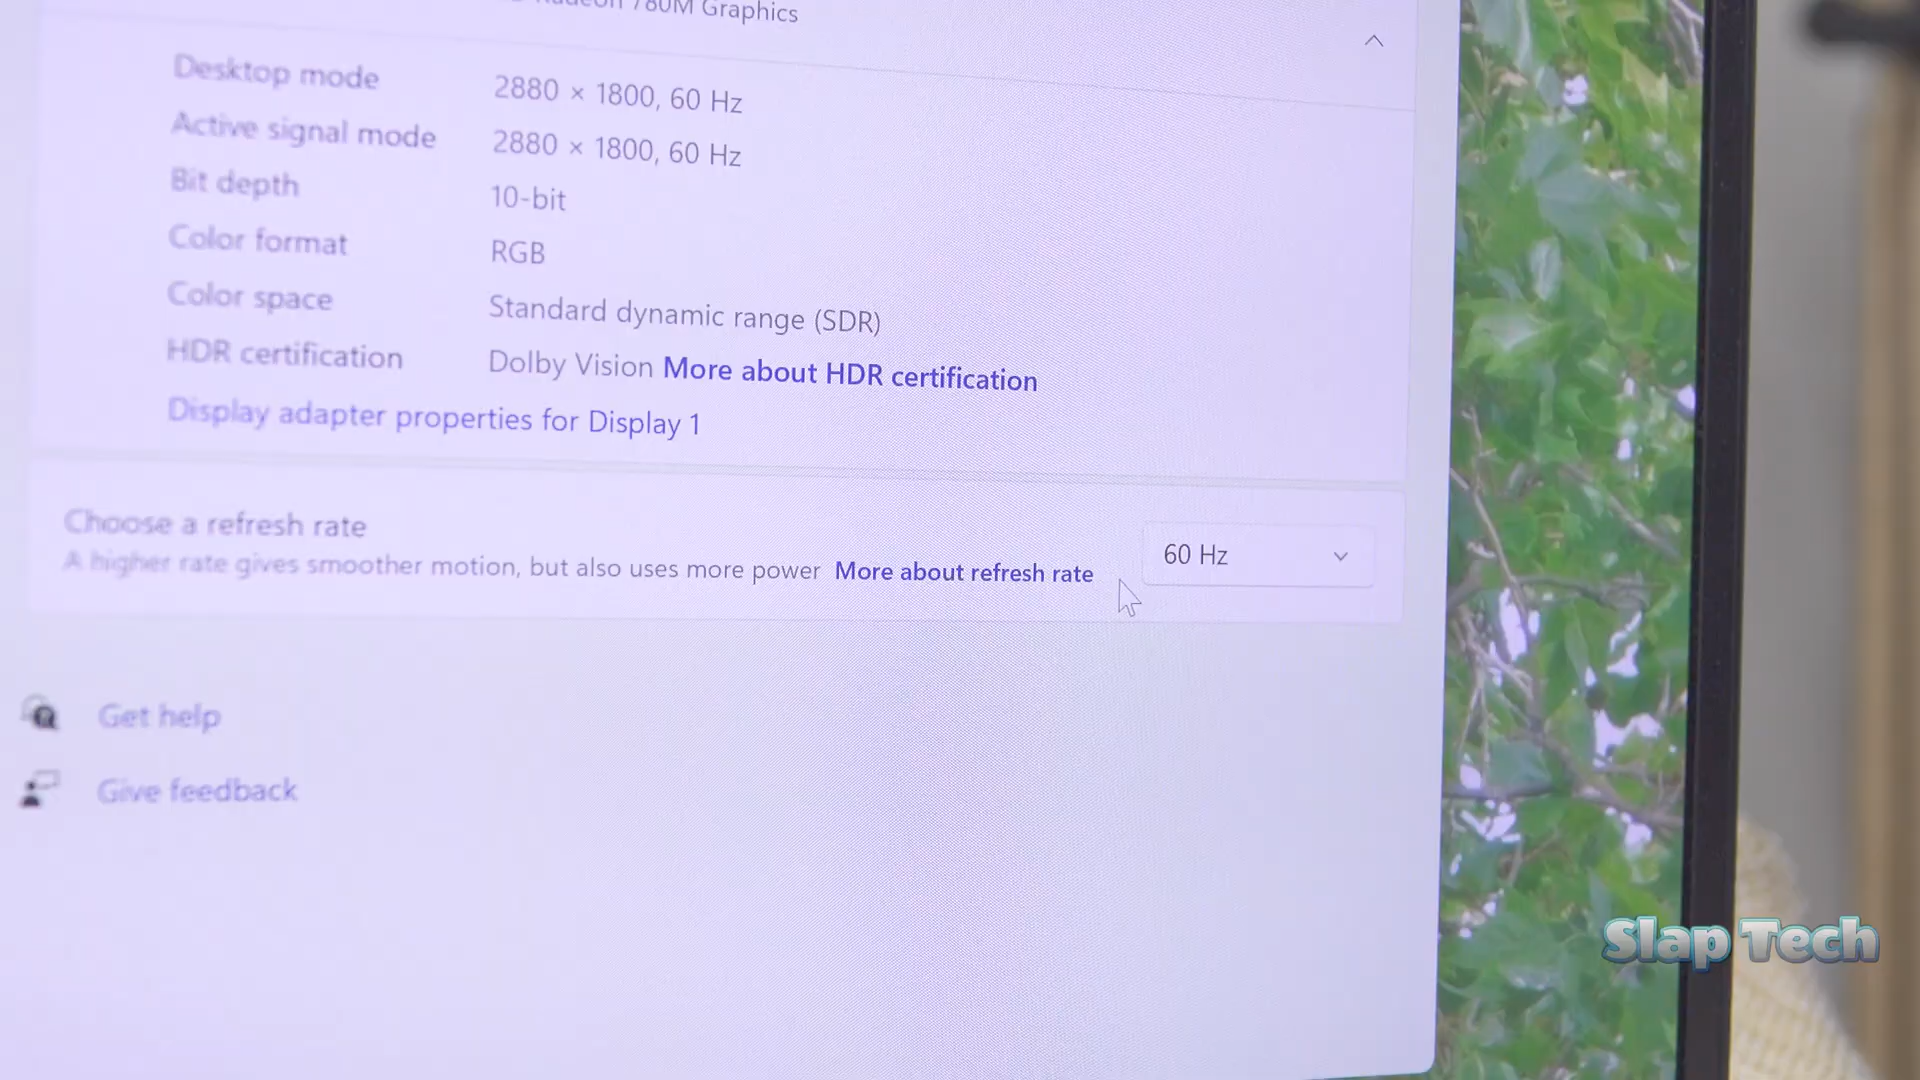 Radeon 780M Graphics
Desktop mode 2880 × 1800, 60 Hz
Active signal mode 2880 × 1800, 60 Hz
Bit depth 10-bit
Color format RGB
Color space Standard dynamic range (SDR)
HDR certification Dolby Vision More about HDR certification
Display adapter properties for Display 1
Choose a refresh rate
A higher rate gives smoother motion, but also uses more power More about refresh rate
60 Hz
Get help
Give feedback
Slap Tech